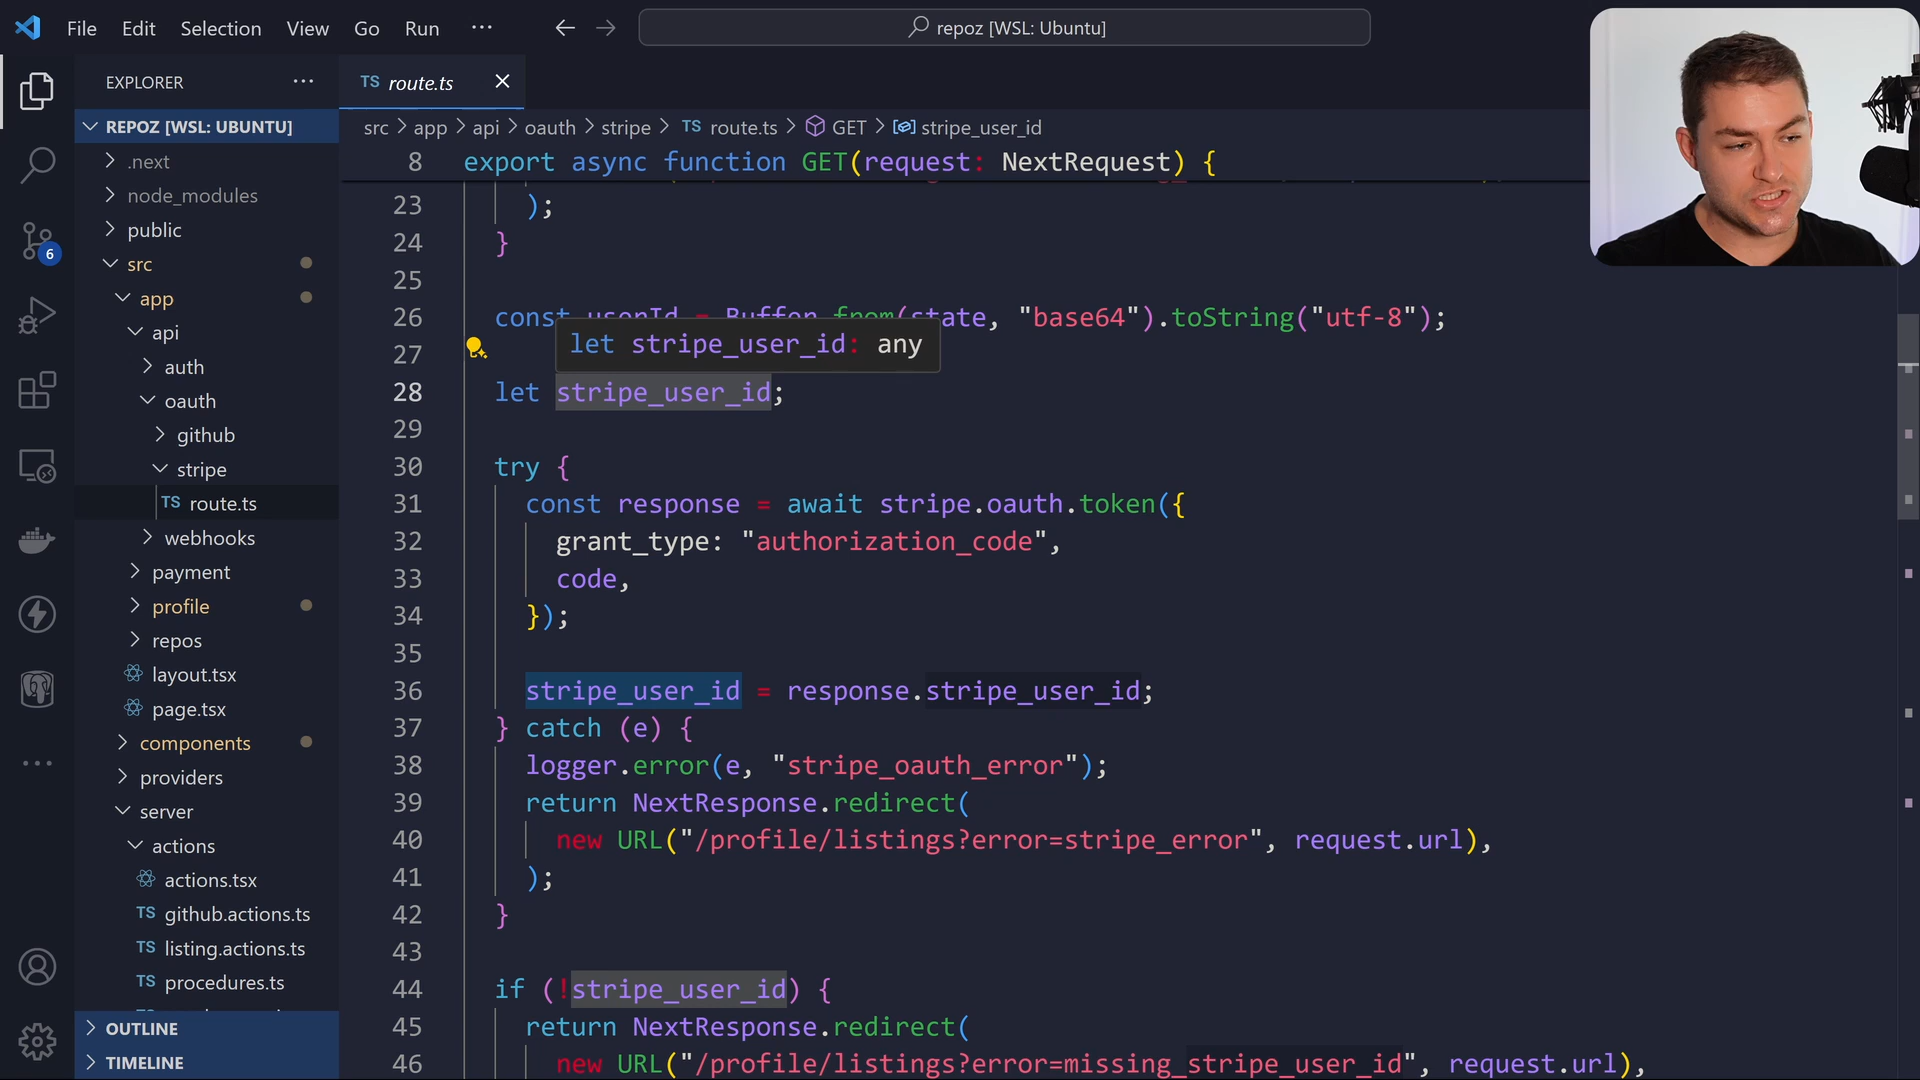 File Edit Selection View Go Run ···
repoz [WSL: Ubuntu]
EXPLORER ···
TS route.ts
REPOZ [WSL: UBUNTU]
src > app > api > oauth > stripe > TS route.ts > GET > stripe_user_id
8 export async function GET(request: NextRequest) {
.next
node_modules
public
src
app
api
auth
oauth
github
stripe
TS route.ts
webhooks
payment
profile
repos
layout.tsx
page.tsx
components
providers
server
actions
actions.tsx
TS github.actions.ts
TS listing.actions.ts
TS procedures.ts
OUTLINE
TIMELINE
6
23 );
24 }
25
26 const userId = Buffer.from(state, "base64").toString("utf-8");
let stripe_user_id: any
27
28 let stripe_user_id;
29
30 try {
31 const response = await stripe.oauth.token({
32 grant_type: "authorization_code",
33 code,
34 });
35
36 stripe_user_id = response.stripe_user_id;
37 } catch (e) {
38 logger.error(e, "stripe_oauth_error");
39 return NextResponse.redirect(
40 new URL("/profile/listings?error=stripe_error", request.url),
41 );
42 }
43
44 if (!stripe_user_id) {
45 return NextResponse.redirect(
46 new URL("/profile/listings?error=missing_stripe_user_id", request.url),